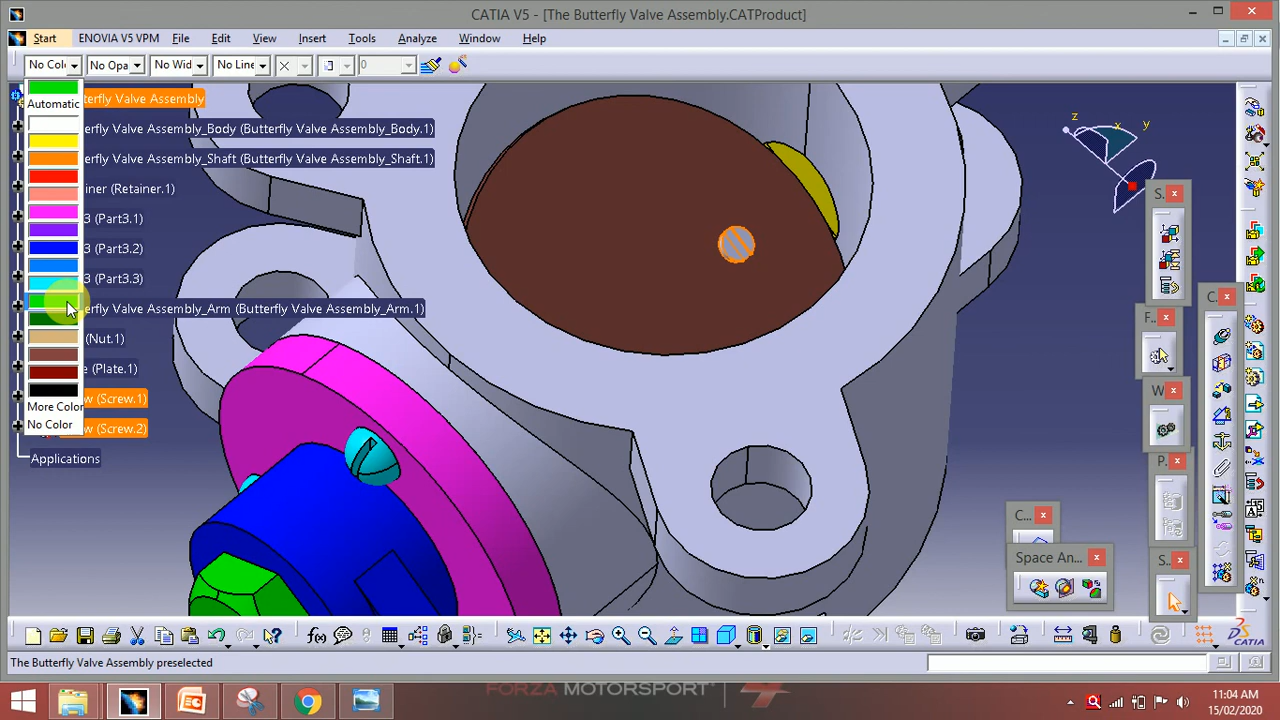 CATIA V5 - [The Butterfly Valve Assembly.CATProduct]
Start ENOVIA V5 VPM File Edit View Insert Tools Analyze Window Help
No Colo No Opa No Wid No Line 0
Automatic
tterfly Valve Assembly
erfly Valve Assembly_Body (Butterfly Valve Assembly_Body.1)
erfly Valve Assembly_Shaft (Butterfly Valve Assembly_Shaft.1)
iner (Retainer.1)
3 (Part3.1)
3 (Part3.2)
3 (Part3.3)
erfly Valve Assembly_Arm (Butterfly Valve Assembly_Arm.1)
(Nut.1)
e (Plate.1)
w (Screw.1)
w (Screw.2)
More Color
No Color
Applications
z x y
S...
C...
F...
W
P...
C...
Space An...
S...
f(x)
CATIA
The Butterfly Valve Assembly preselected
FORZA MOTORSPORT
11:04 AM
15/02/2020